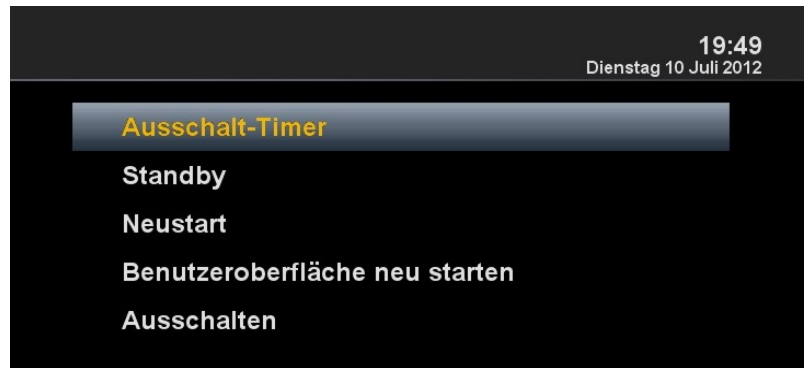 19:49
Dienstag 10 Juli 2012
Ausschalt-Timer
Standby
Neustart
Benutzeroberfläche neu starten
Ausschalten